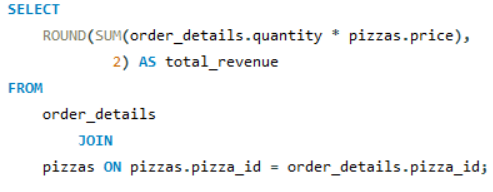 SELECT
ROUND(SUM(order_details.quantity * pizzas.price),
2) AS total_revenue
FROM
order_details
JOIN
pizzas ON pizzas.pizza_id = order_details.pizza_id;